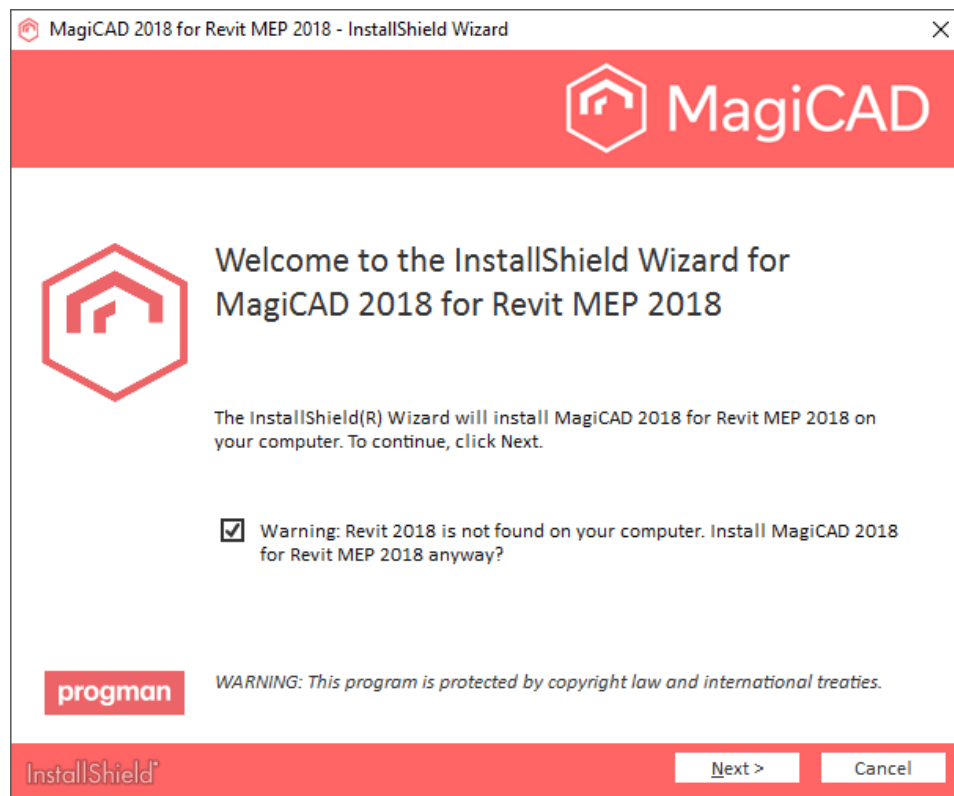 MagiCAD 2018 for Revit MEP 2018 - InstallShield Wizard
MagiCAD
Welcome to the InstallShield Wizard for
MagiCAD 2018 for Revit MEP 2018
The InstallShield(R) Wizard will install MagiCAD 2018 for Revit MEP 2018 on
your computer. To continue, click Next.
Warning: Revit 2018 is not found on your computer. Install MagiCAD 2018
for Revit MEP 2018 anyway?
progman
WARNING: This program is protected by copyright law and international treaties.
InstallShield
Next >
Cancel